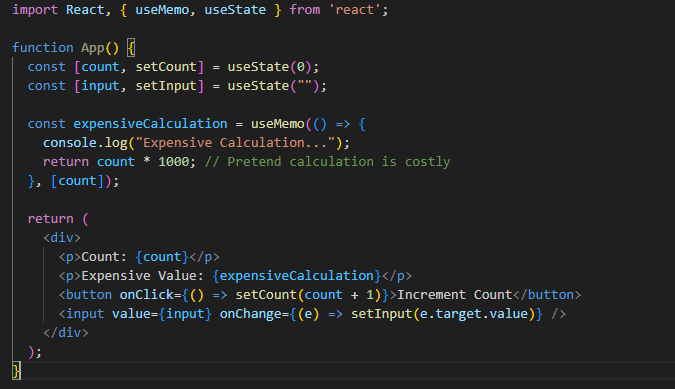 import React, { useMemo, useState } from 'react';
function App() {
  const [count, setCount] = useState(0);
  const [input, setInput] = useState("");
  const expensiveCalculation = useMemo(() => {
    console.log("Expensive Calculation...");
    return count * 1000; // Pretend calculation is costly
  }, [count]);
  return (
    <div>
      <p>Count: {count}</p>
      <p>Expensive Value: {expensiveCalculation}</p>
      <button onClick={() => setCount(count + 1)}>Increment Count</button>
      <input value={input} onChange={(e) => setInput(e.target.value)} />
    </div>
  );
}